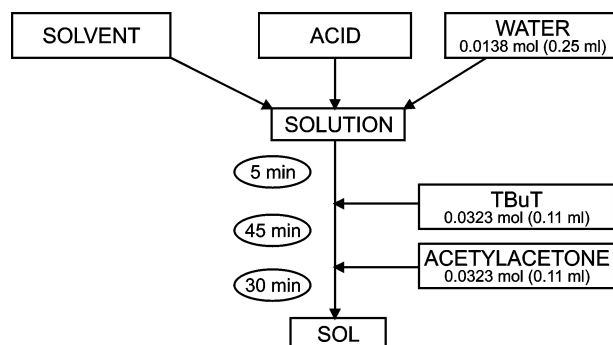 SOLVENT
ACID
WATER
0.0138 mol (0.25 ml)
SOLUTION
5 min
TBuT
0.0323 mol (0.11 ml)
45 min
ACETYLACETONE
0.0323 mol (0.11 ml)
30 min
SOL